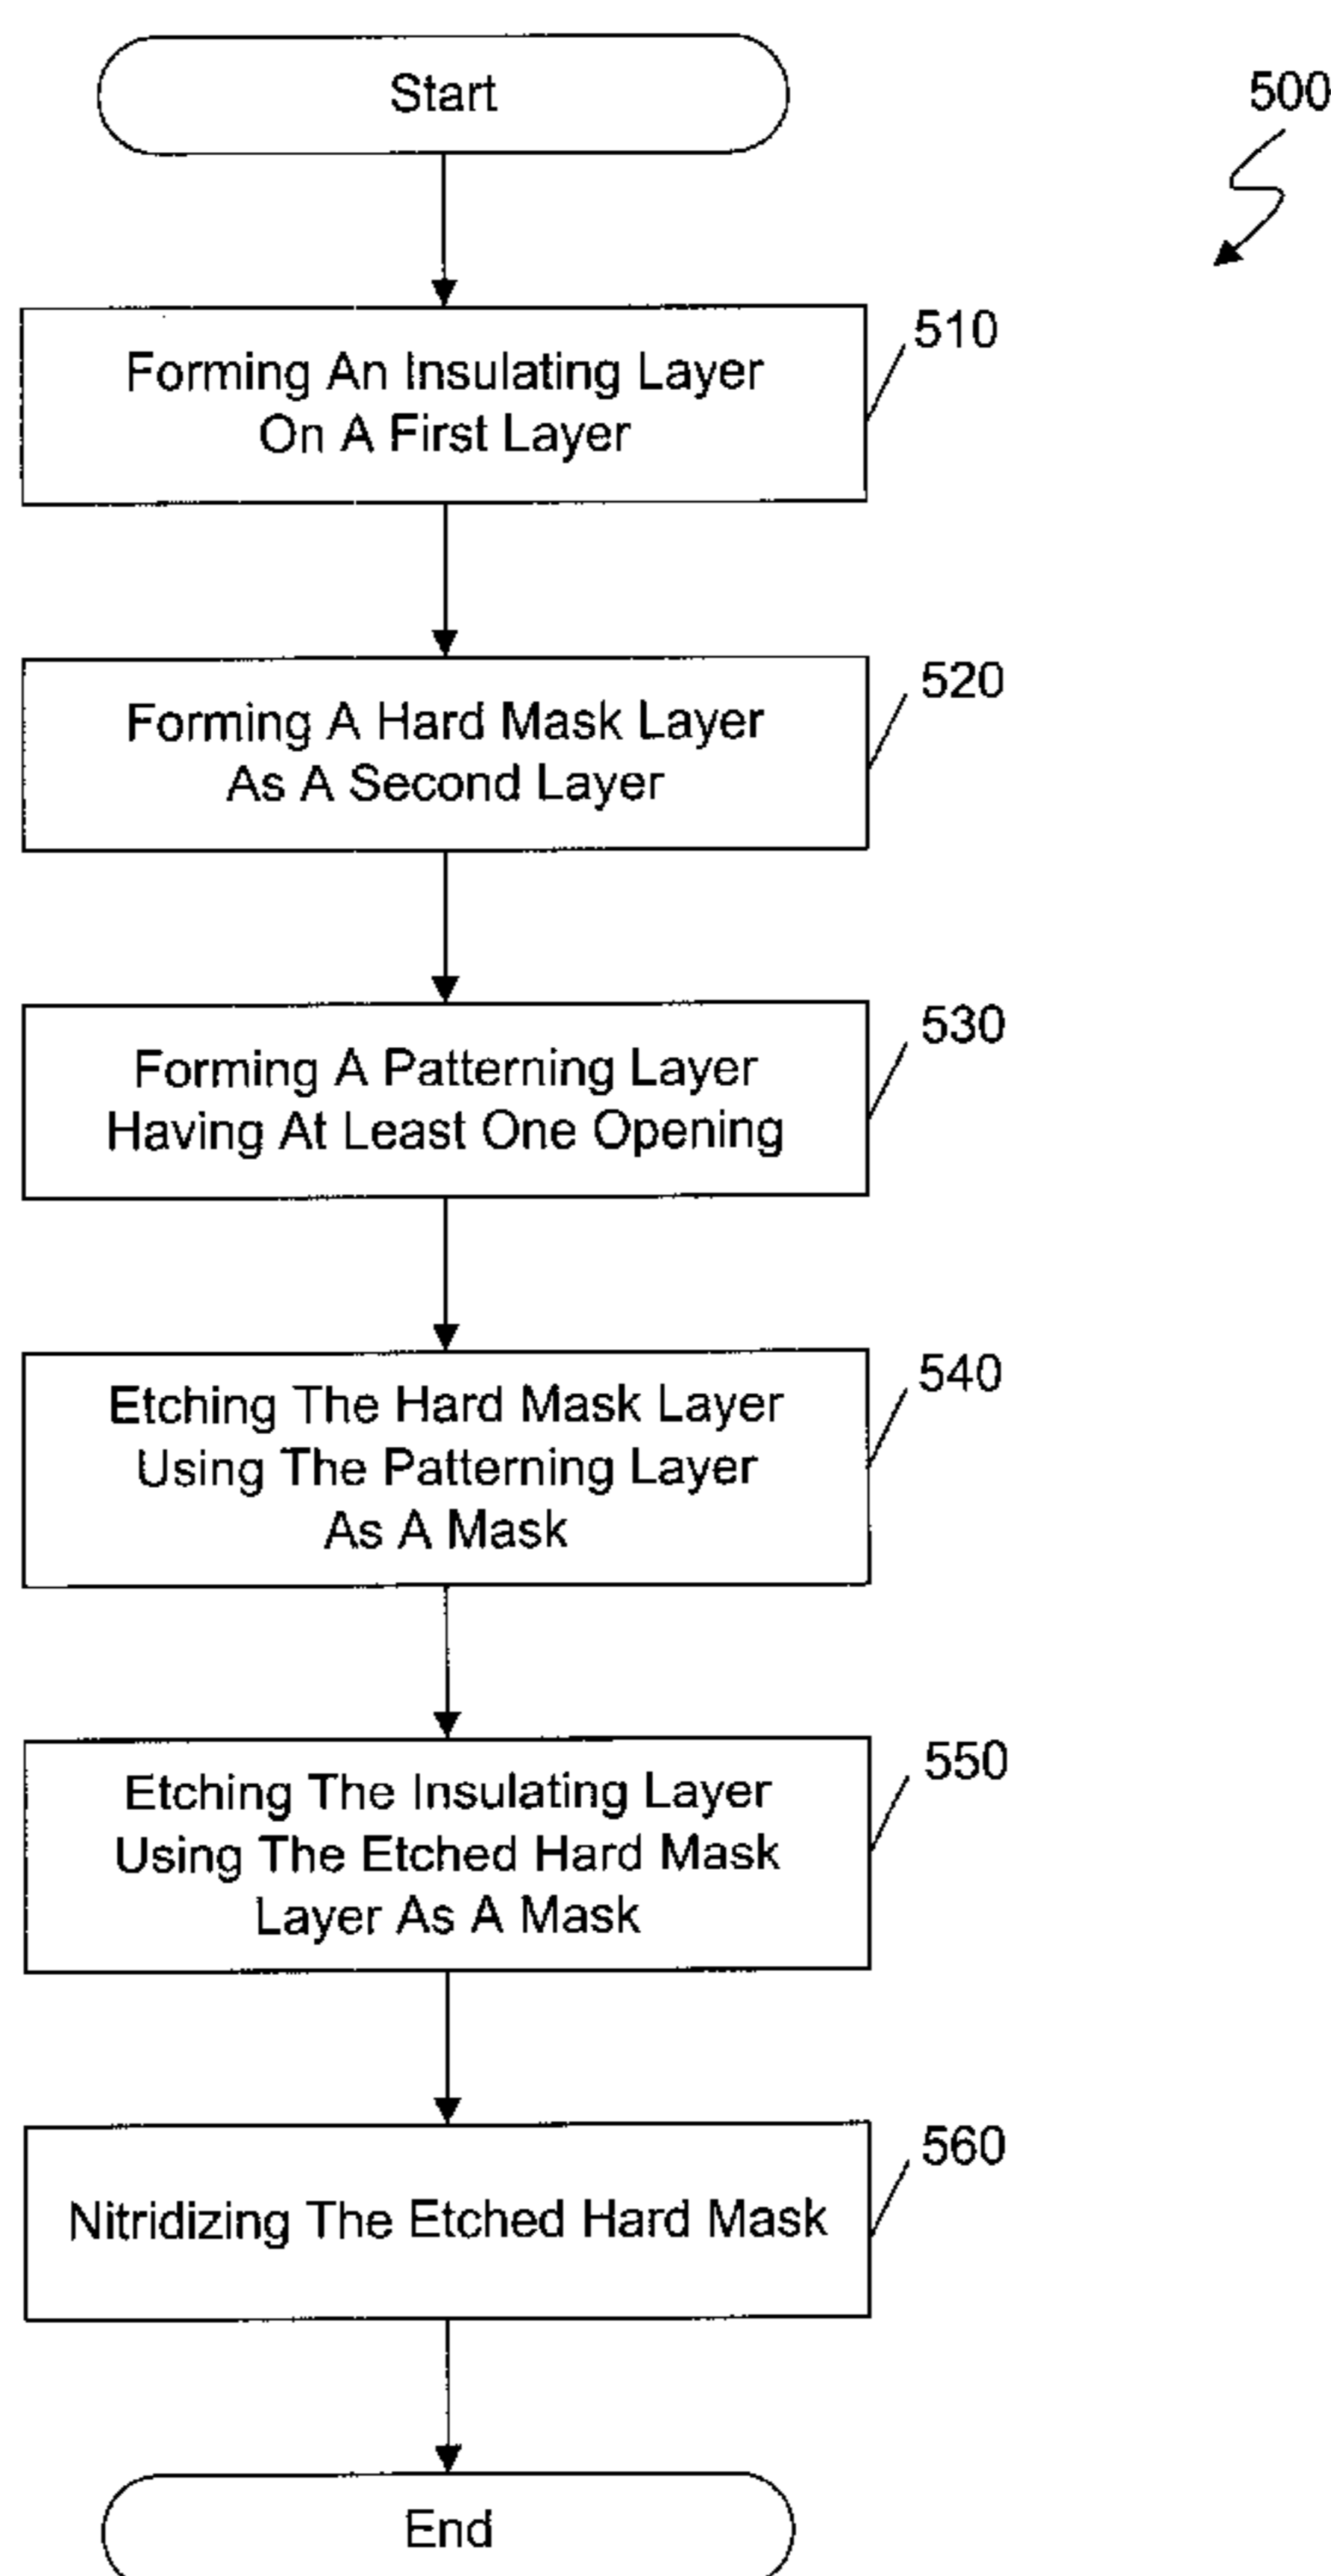 Start
500
Forming An Insulating Layer
On A First Layer
510
Forming A Hard Mask Layer
As A Second Layer
520
Forming A Patterning Layer
Having At Least One Opening
530
Etching The Hard Mask Layer
Using The Patterning Layer
As A Mask
540
Etching The Insulating Layer
Using The Etched Hard Mask
Layer As A Mask
550
Nitridizing The Etched Hard Mask
560
End